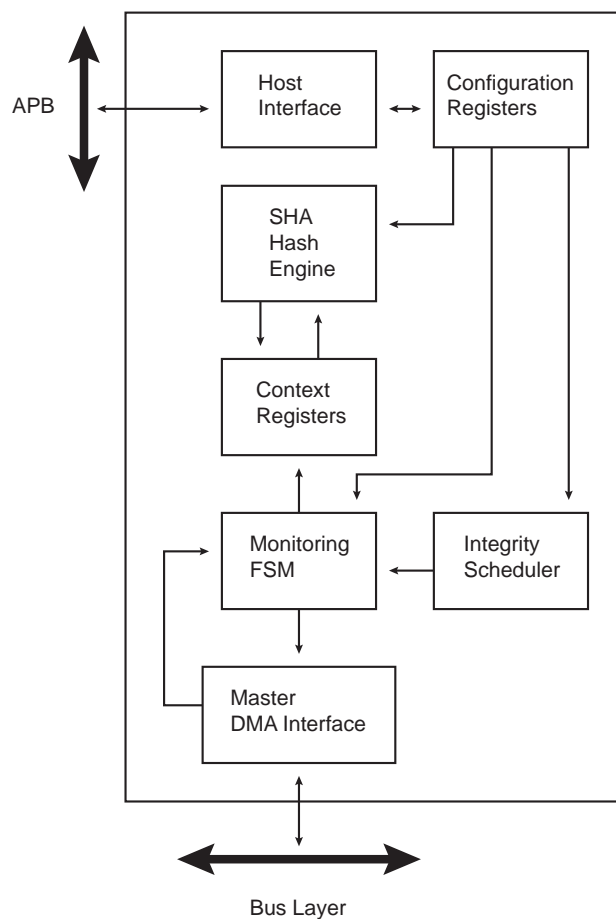 APB
Host
Interface
Configuration
Registers
SHA
Hash
Engine
Context
Registers
Monitoring
FSM
Integrity
Scheduler
Master
DMA Interface
Bus Layer